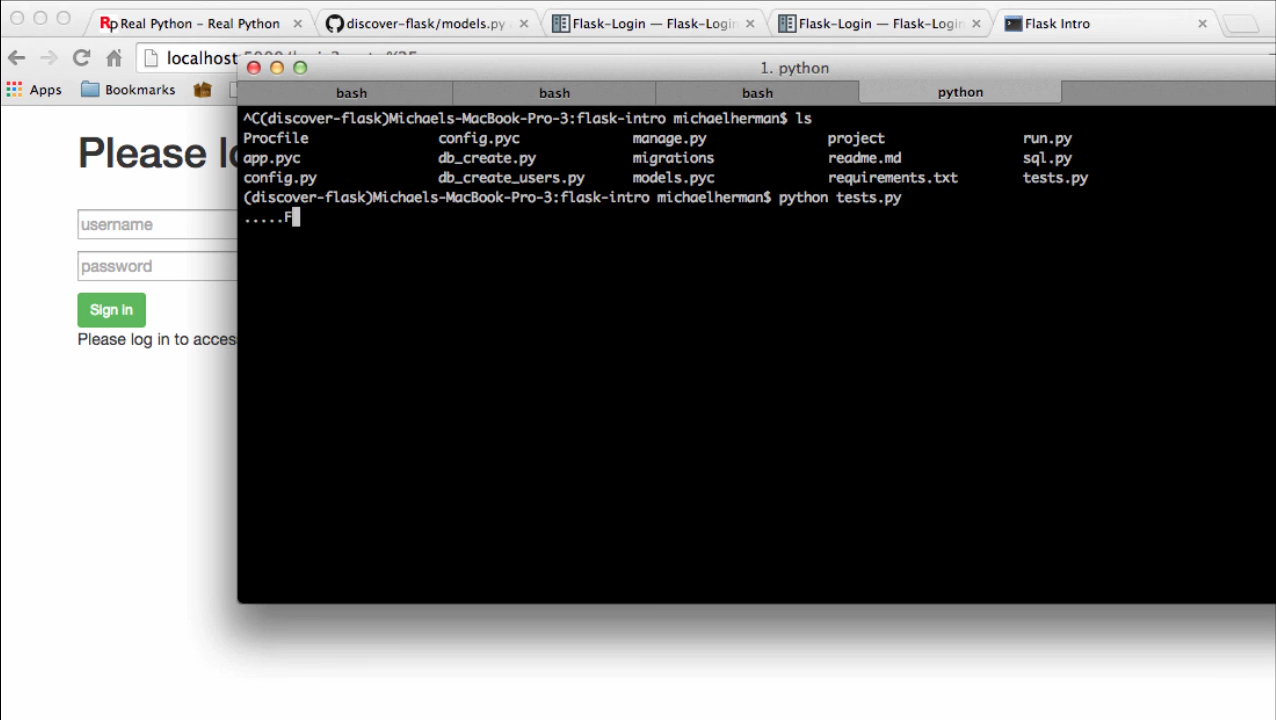 Real Python – Real Python
discover-flask/models.py
Flask-Login — Flask-Login
Flask-Login — Flask-Login
Flask Intro
localhost
Apps
Bookmarks
1. python
bash
bash
bash
python
^C(discover-flask)Michaels-MacBook-Pro-3:flask-intro michaelherman$ ls
Procfile config.pyc manage.py project run.py
app.pyc db_create.py migrations readme.md sql.py
config.py db_create_users.py models.pyc requirements.txt tests.py
(discover-flask)Michaels-MacBook-Pro-3:flask-intro michaelherman$ python tests.py
.....F
Please
username
password
Sign in
Please log in to acces